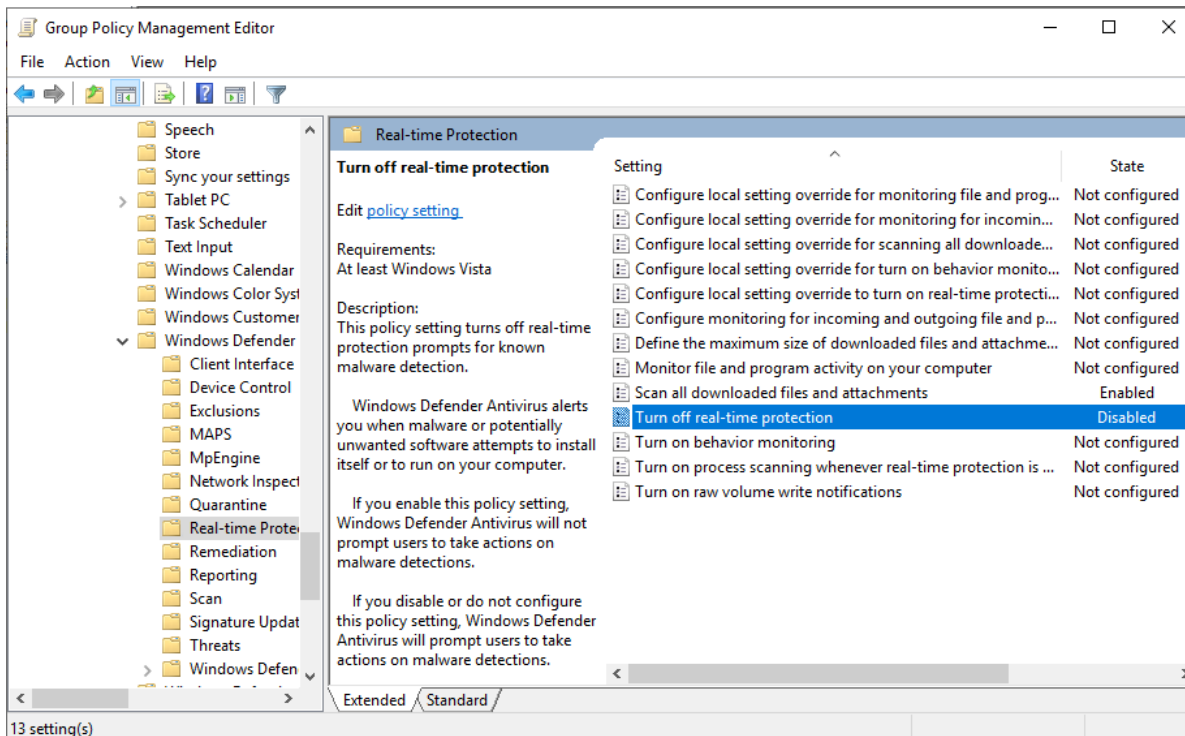 Group Policy Management Editor
File Action View Help
Speech
Store
Sync your settings
Tablet PC
Task Scheduler
Text Input
Windows Calendar
Windows Color Syst
Windows Customer
Windows Defender
Client Interface
Device Control
Exclusions
MAPS
MpEngine
Network Inspect
Quarantine
Real-time Prote
Remediation
Reporting
Scan
Signature Updat
Threats
Windows Defen
Real-time Protection
Turn off real-time protection
Edit policy setting
Requirements:
At least Windows Vista
Description:
This policy setting turns off real-time
protection prompts for known
malware detection.
Windows Defender Antivirus alerts
you when malware or potentially
unwanted software attempts to install
itself or to run on your computer.
If you enable this policy setting,
Windows Defender Antivirus will not
prompt users to take actions on
malware detections.
If you disable or do not configure
this policy setting, Windows Defender
Antivirus will prompt users to take
actions on malware detections.
Setting State
Configure local setting override for monitoring file and prog... Not configured
Configure local setting override for monitoring for incomin... Not configured
Configure local setting override for scanning all downloade... Not configured
Configure local setting override for turn on behavior monito... Not configured
Configure local setting override to turn on real-time protecti... Not configured
Configure monitoring for incoming and outgoing file and p... Not configured
Define the maximum size of downloaded files and attachme... Not configured
Monitor file and program activity on your computer Not configured
Scan all downloaded files and attachments Enabled
Turn off real-time protection Disabled
Turn on behavior monitoring Not configured
Turn on process scanning whenever real-time protection is ... Not configured
Turn on raw volume write notifications Not configured
Extended Standard
13 setting(s)